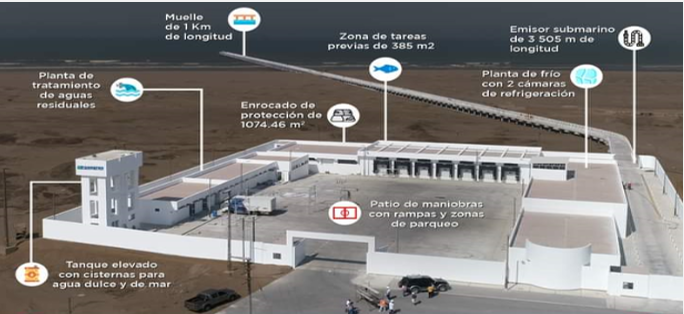 Muelle
de 1 Km
de longitud
Zona de tareas
previas de 385 m2
Emisor submarino
de 3 505 m de
longitud
Planta de
tratamiento
de aguas
residuales
Enrocado de
protección de
1074.46 m²
Planta de frío
con 2 cámaras
de refrigeración
Patio de maniobras
con rampas y zonas
de parqueo
Tanque elevado
con cisternas para
agua dulce y de mar